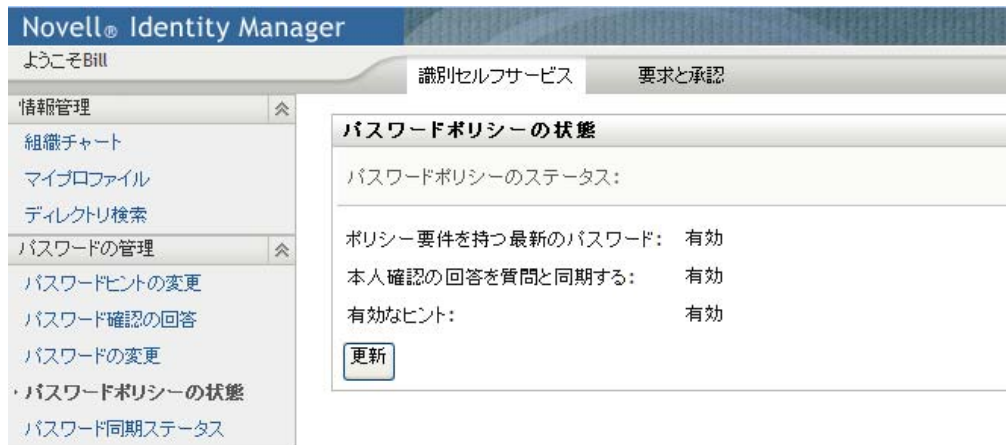 Novell® Identity Manager
ようこそBill
識別セルフサービス 要求と承認
情報管理
組織チャート
マイプロファイル
ディレクトリ検索
パスワードの管理
パスワードヒントの変更
パスワード確認の回答
パスワードの変更
・パスワードポリシーの状態
パスワード同期ステータス
パスワードポリシーの状態
パスワードポリシーのステータス:
ポリシー要件を持つ最新のパスワード: 有効
本人確認の回答を質問と同期する: 有効
有効なヒント: 有効
更新